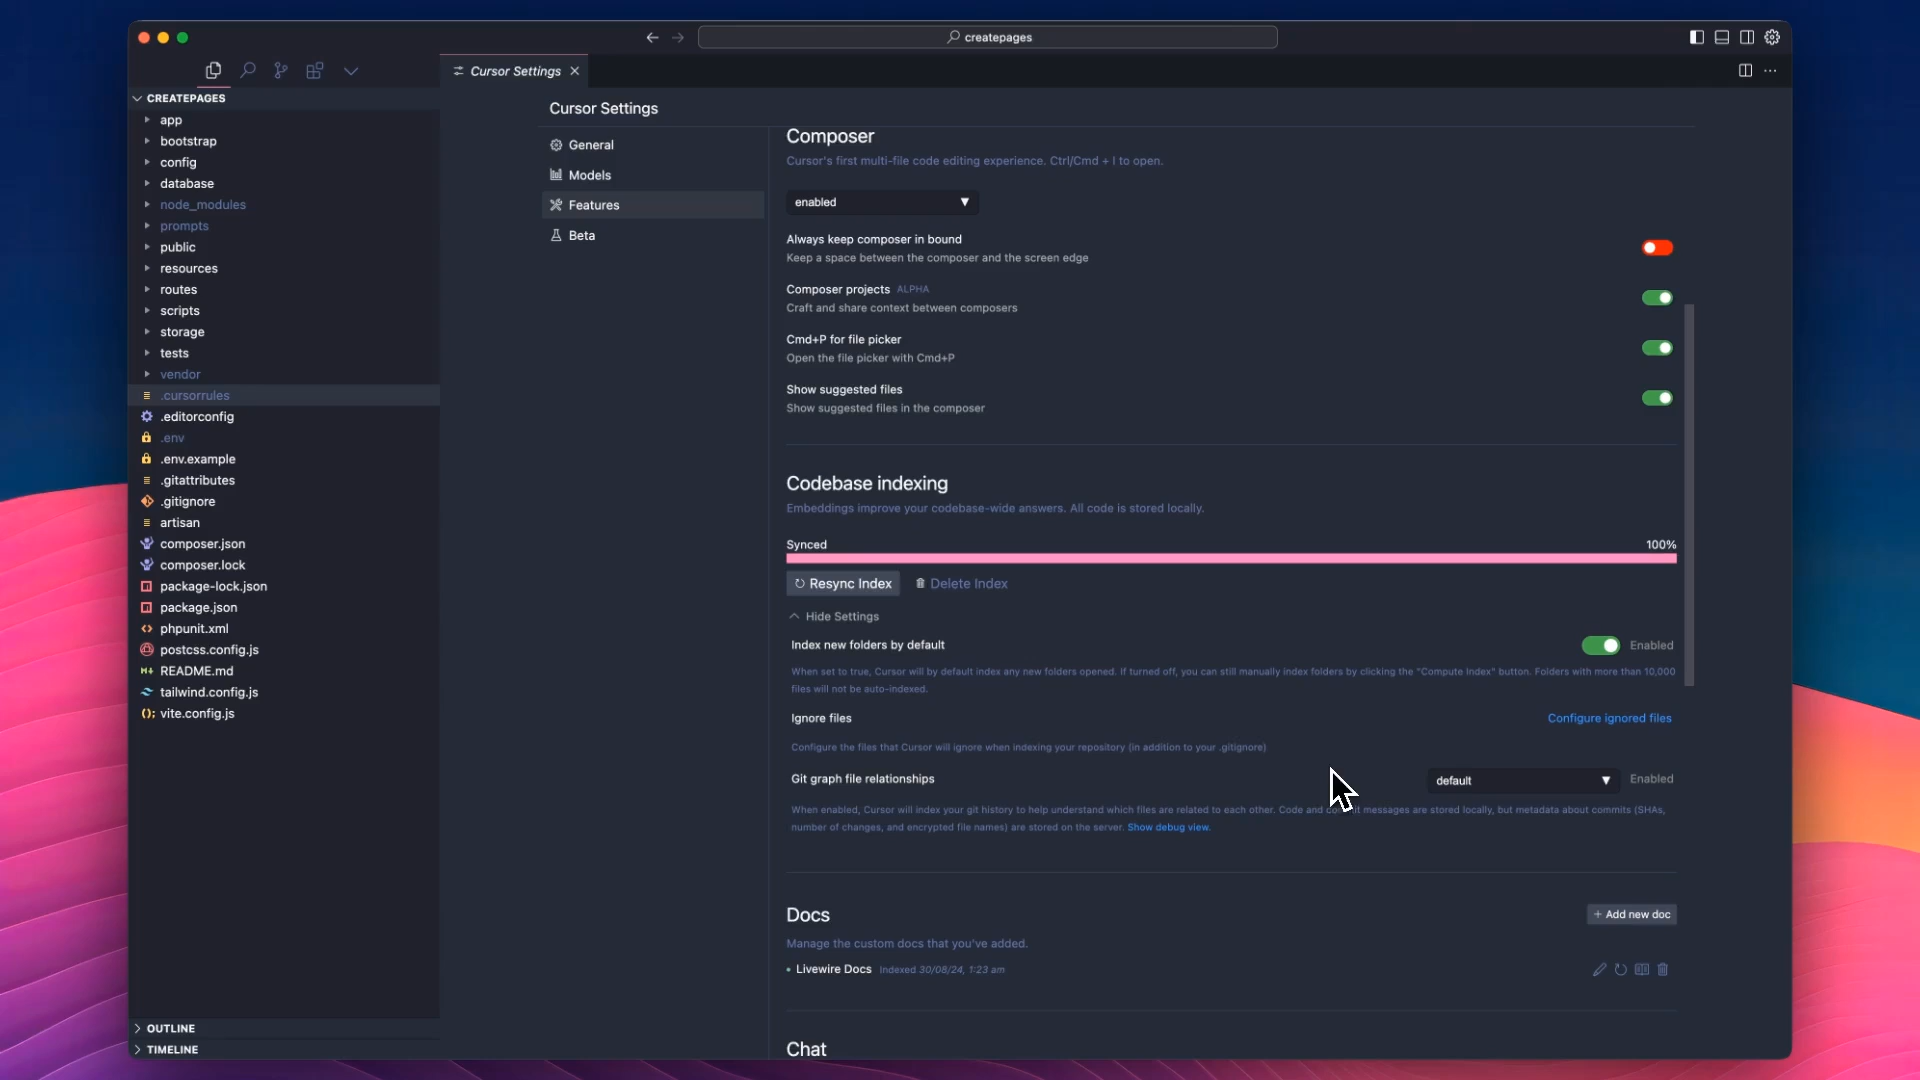 createpages
Cursor Settings
CREATEPAGES
app
bootstrap
config
database
node_modules
prompts
public
resources
routes
scripts
storage
tests
vendor
.cursorrules
.editorconfig
.env
.env.example
.gitattributes
.gitignore
artisan
composer.json
composer.lock
package-lock.json
package.json
phpunit.xml
postcss.config.js
README.md
tailwind.config.js
vite.config.js
OUTLINE
TIMELINE
Cursor Settings
General
Models
Features
Beta
Composer
Cursor's first multi-file code editing experience. Ctrl/Cmd + I to open.
enabled
Always keep composer in bound
Keep a space between the composer and the screen edge
Composer projects ALPHA
Craft and share context between composers
Cmd+P for file picker
Open the file picker with Cmd+P
Show suggested files
Show suggested files in the composer
Codebase indexing
Embeddings improve your codebase-wide answers. All code is stored locally.
Synced 100%
Resync Index Delete Index
Hide Settings
Index new folders by default Enabled
When set to true, Cursor will by default index any new folders opened. If turned off, you can still manually index folders by clicking the "Compute Index" button. Folders with more than 10,000
files will not be auto-indexed.
Ignore files Configure ignored files
Configure the files that Cursor will ignore when indexing your repository (in addition to your .gitignore)
Git graph file relationships default Enabled
When enabled, Cursor will index your git history to help understand which files are related to each other. Code and messages are stored locally, but metadata about commits (SHAs,
number of changes, and encrypted file names) are stored on the server. Show debug view.
Docs + Add new doc
Manage the custom docs that you've added.
• Livewire Docs Indexed 30/08/24, 1:23 am
Chat